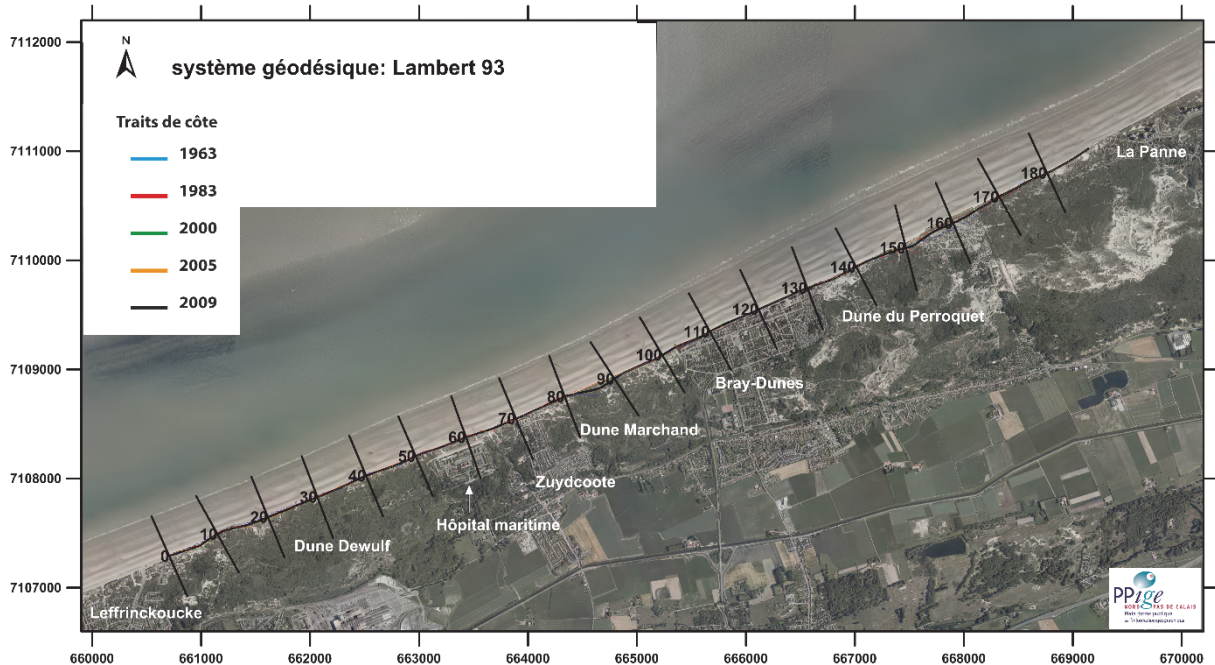 N
système géodésique: Lambert 93
Traits de côte
1963
1983
2000
2005
2009
7112000
7111000
7110000
7109000
7108000
7107000
La Panne
180
170
160
150
140
130
120
110
100
90
80
70
60
50
40
30
20
10
0
Dune du Perroquet
Bray-Dunes
Dune Marchand
Zuydcoote
Hôpital maritime
Dune Dewulf
Leffrinckoucke
PPige
NORD PAS DE CALAIS
660000 661000 662000 663000 664000 665000 666000 667000 668000 669000 670000